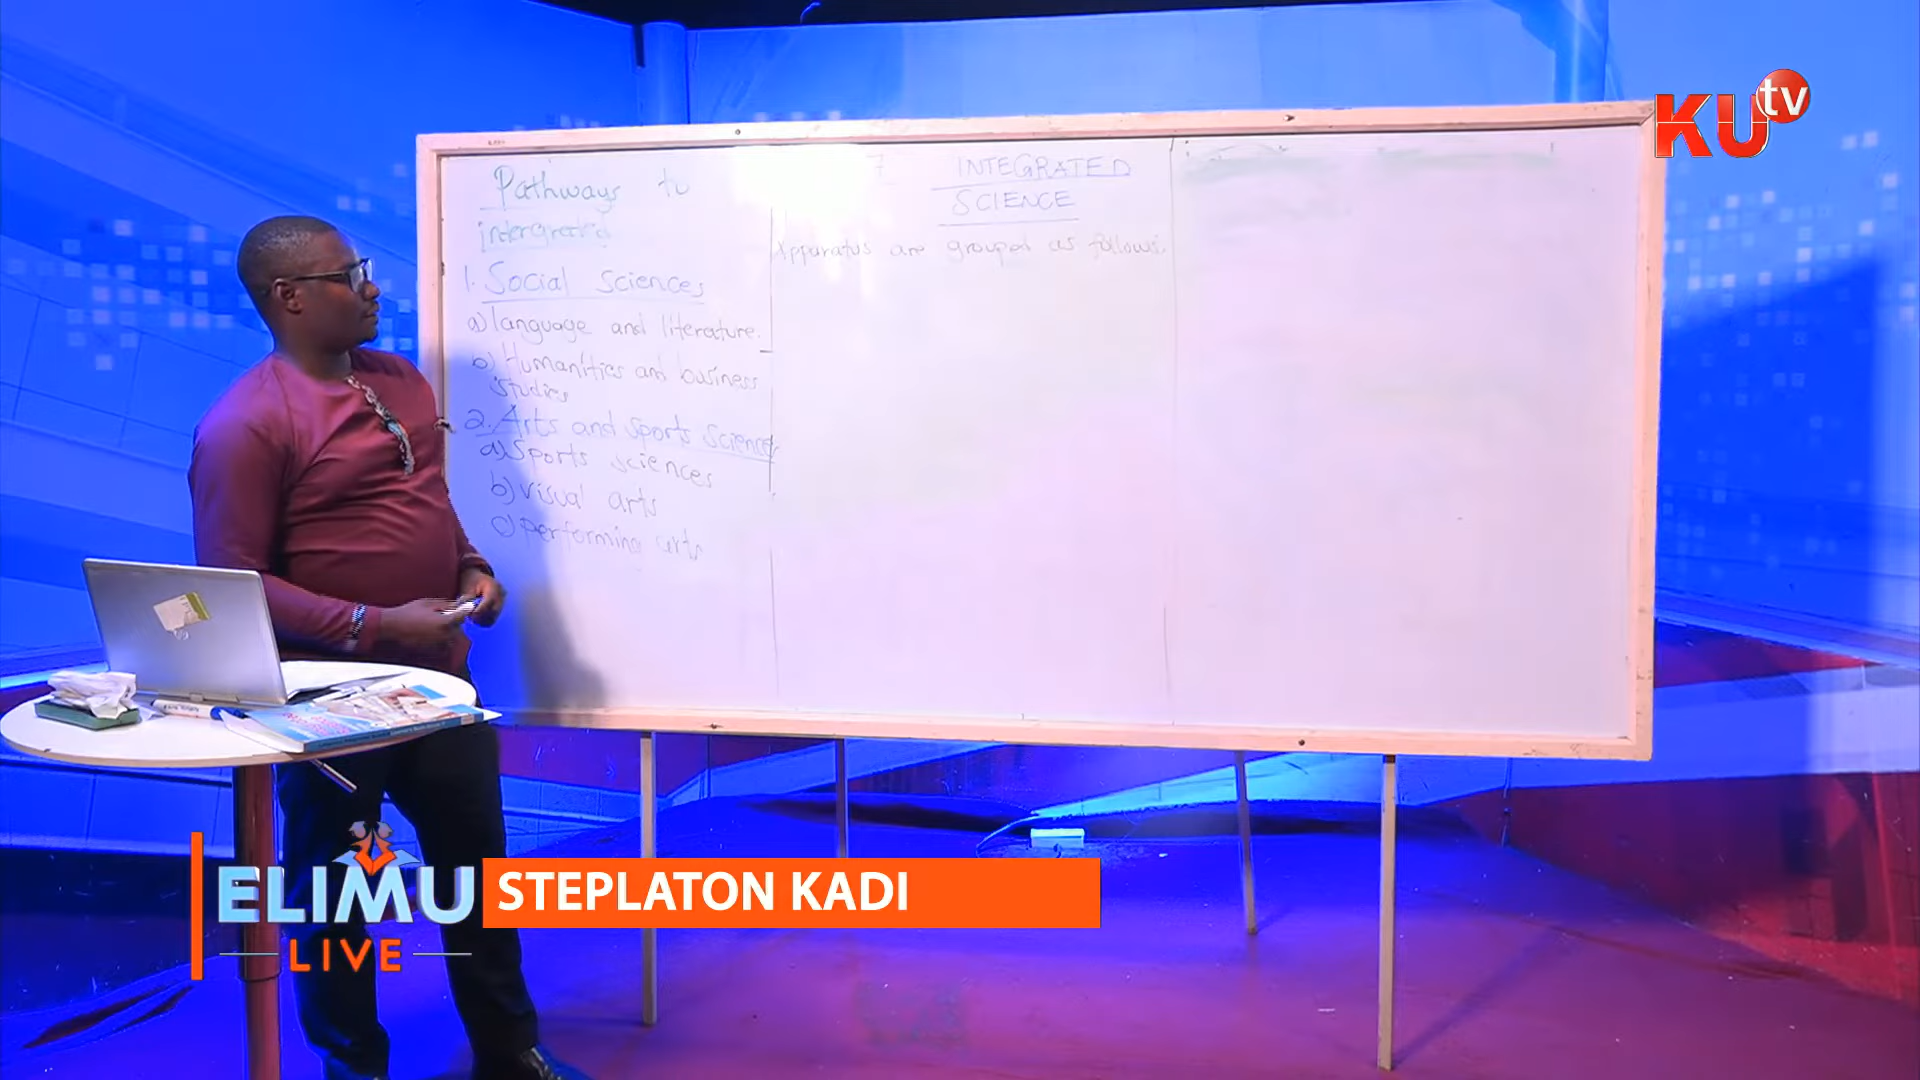 Pathways to
intergrated
1. Social sciences
a) language and literature.
b) Humanities and business
studies
2. Arts and sports science
a) Sports sciences
b) visual arts
c) performing arts
7 INTEGRATED
SCIENCE
Apparatus are grouped as follows:
KU tv
ELIMU
LIVE
STEPLATON KADI